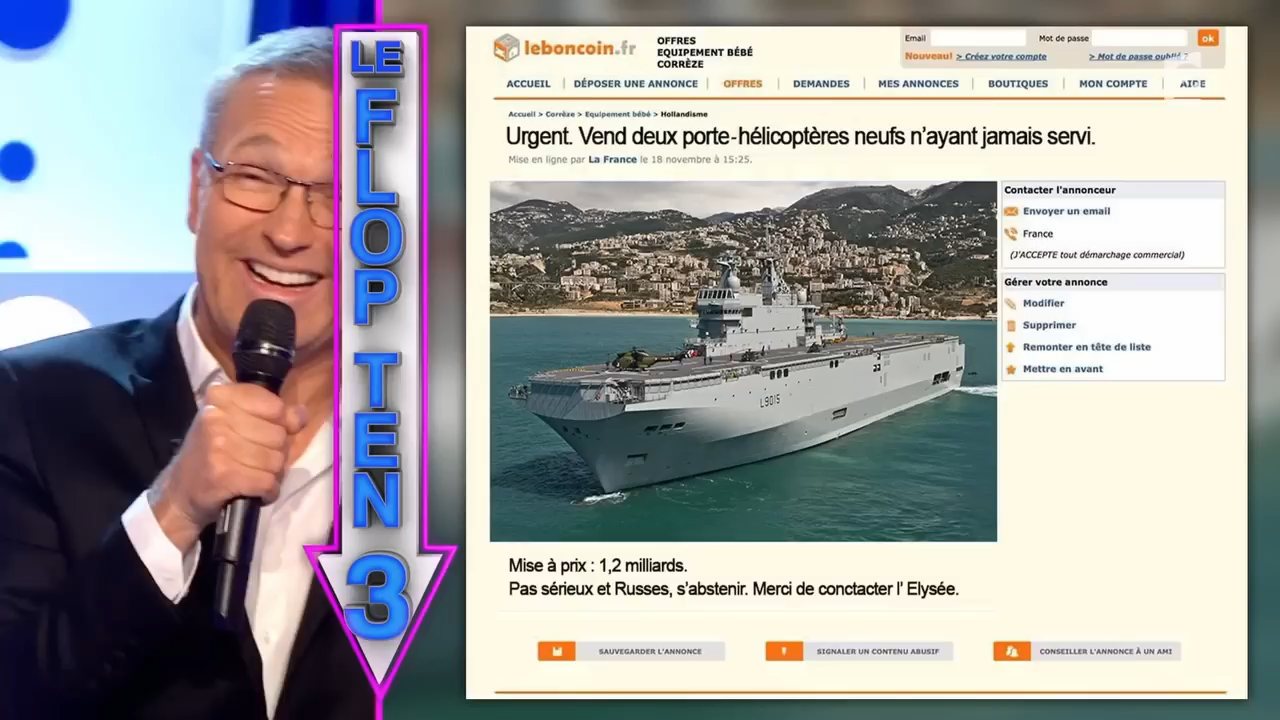 LE
FLOP
TEN
3
leboncoin.fr
OFFRES
EQUIPEMENT BÉBÉ
CORRÈZE
Email
Mot de passe
ok
Nouveau! > Créez votre compte
> Mot de passe oublié ?
ACCUEIL
DÉPOSER UNE ANNONCE
OFFRES
DEMANDES
MES ANNONCES
BOUTIQUES
MON COMPTE
AIDE
Accueil > Corrèze > Equipement bébé > Hollandisme
Urgent. Vend deux porte-hélicoptères neufs n'ayant jamais servi.
Mise en ligne par La France le 18 novembre à 15:25.
L9015
Contacter l'annonceur
Envoyer un email
France
(J'ACCEPTE tout démarchage commercial)
Gérer votre annonce
Modifier
Supprimer
Remonter en tête de liste
Mettre en avant
Mise à prix : 1,2 milliards.
Pas sérieux et Russes, s'abstenir. Merci de conctacter l' Elysée.
SAUVEGARDER L'ANNONCE
SIGNALER UN CONTENU ABUSIF
CONSEILLER L'ANNONCE À UN AMI